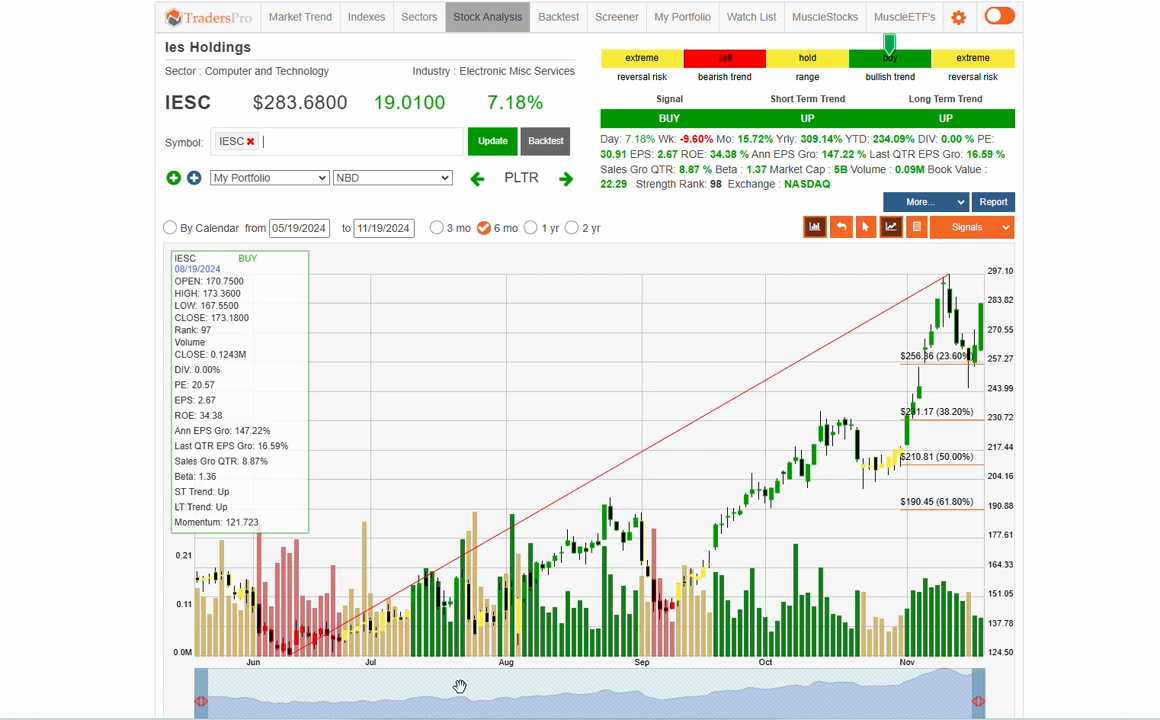 TradersPro Market Trend Indexes Sectors Stock Analysis Backtest Screener My Portfolio Watch List MuscleStocks MuscleETF's
Ies Holdings
Sector : Computer and Technology Industry : Electronic Misc Services
IESC $283.6800 19.0100 7.18%
Symbol: IESC Update Backtest
My Portfolio NBD PLTR
extreme sell hold buy extreme
reversal risk bearish trend range bullish trend reversal risk
Signal Short Term Trend Long Term Trend
BUY UP UP
Day: 7.18% Wk: -9.60% Mo: 15.72% Yrly: 309.14% YTD: 234.09% DIV: 0.00 % PE:
30.91 EPS: 2.67 ROE: 34.38 % Ann EPS Gro: 147.22 % Last QTR EPS Gro: 16.59 %
Sales Gro QTR: 8.87 % Beta : 1.37 Market Cap : 5B Volume : 0.09M Book Value :
22.29 Strength Rank: 98 Exchange : NASDAQ
More... Report
By Calendar from 05/19/2024 to 11/19/2024 3 mo 6 mo 1 yr 2 yr Signals
IESC BUY
08/19/2024
OPEN: 170.7500
HIGH: 173.3600
LOW: 167.5500
CLOSE: 173.1800
Rank: 97
Volume
CLOSE: 0.1243M
DIV: 0.00%
PE: 20.57
EPS: 2.67
ROE: 34.38
Ann EPS Gro: 147.22%
Last QTR EPS Gro: 16.59%
Sales Gro QTR: 8.87%
Beta: 1.36
ST Trend: Up
LT Trend: Up
Momentum: 121.723
0.21
0.11
0.0M
$256.36 (23.60%)
$231.17 (38.20%)
$210.81 (50.00%)
$190.45 (61.80%)
297.10
283.82
270.55
257.27
243.99
230.72
217.44
204.16
190.88
177.61
164.33
151.05
137.78
124.50
Jun Jul Aug Sep Oct Nov